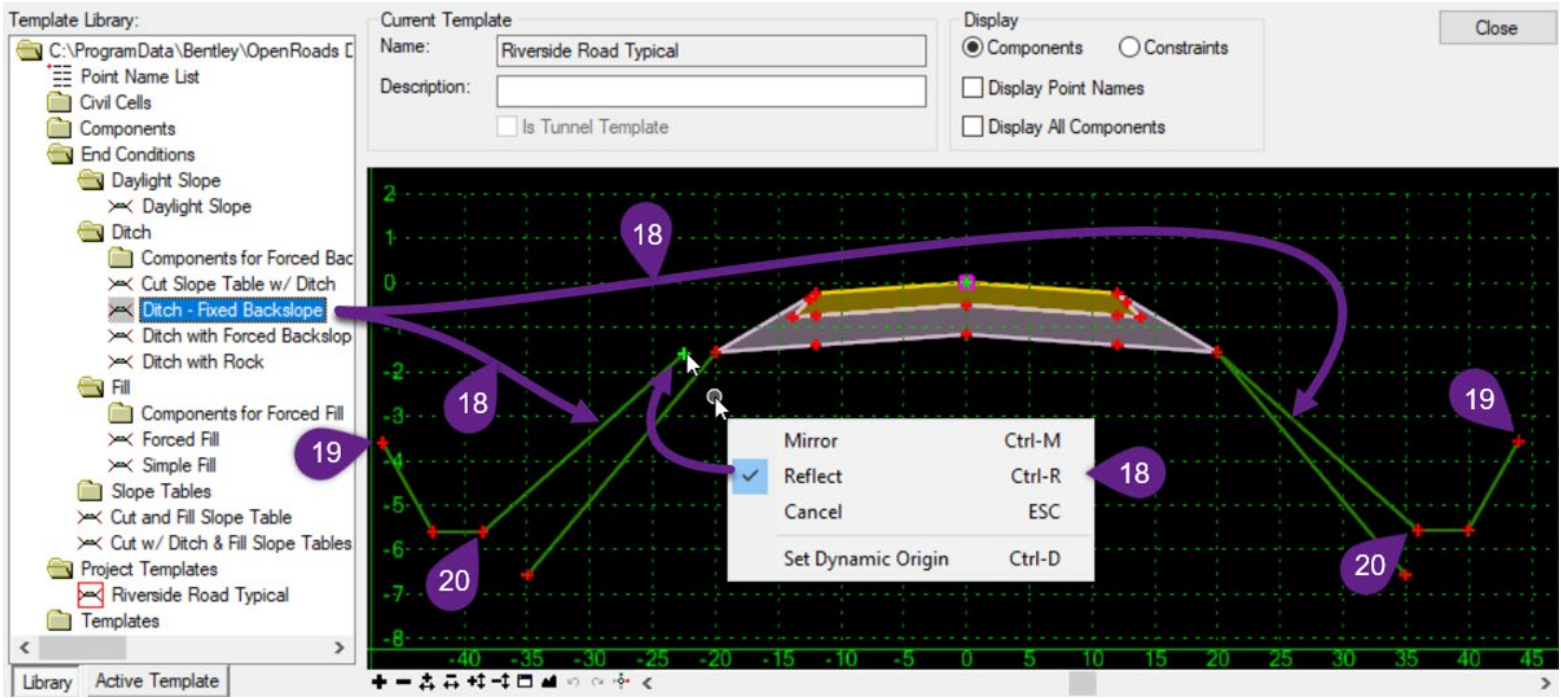 Template Library:
C:\ProgramData\Bentley\OpenRoads D
Point Name List
Civil Cells
Components
End Conditions
Daylight Slope
Daylight Slope
Ditch
Components for Forced Bac
Cut Slope Table w/ Ditch
Ditch - Fixed Backslope
Ditch with Forced Backslop
Ditch with Rock
Fill
Components for Forced Fill
Forced Fill
Simple Fill
Slope Tables
Cut and Fill Slope Table
Cut w/ Ditch & Fill Slope Tables
Project Templates
Riverside Road Typical
Templates
Library Active Template
Current Template
Name: Riverside Road Typical
Description:
Is Tunnel Template
Display
Components Constraints
Display Point Names
Display All Components
Close
2
1
0
-2
-3
-4
-5
-6
-7
-8
-40 -35 -30 -25 -20 -15 -10 -5 0 5 10 15 20 25 30 35 40 45
18
18
19
19
20
20
Mirror Ctrl-M
Reflect Ctrl-R
18
Cancel ESC
Set Dynamic Origin Ctrl-D